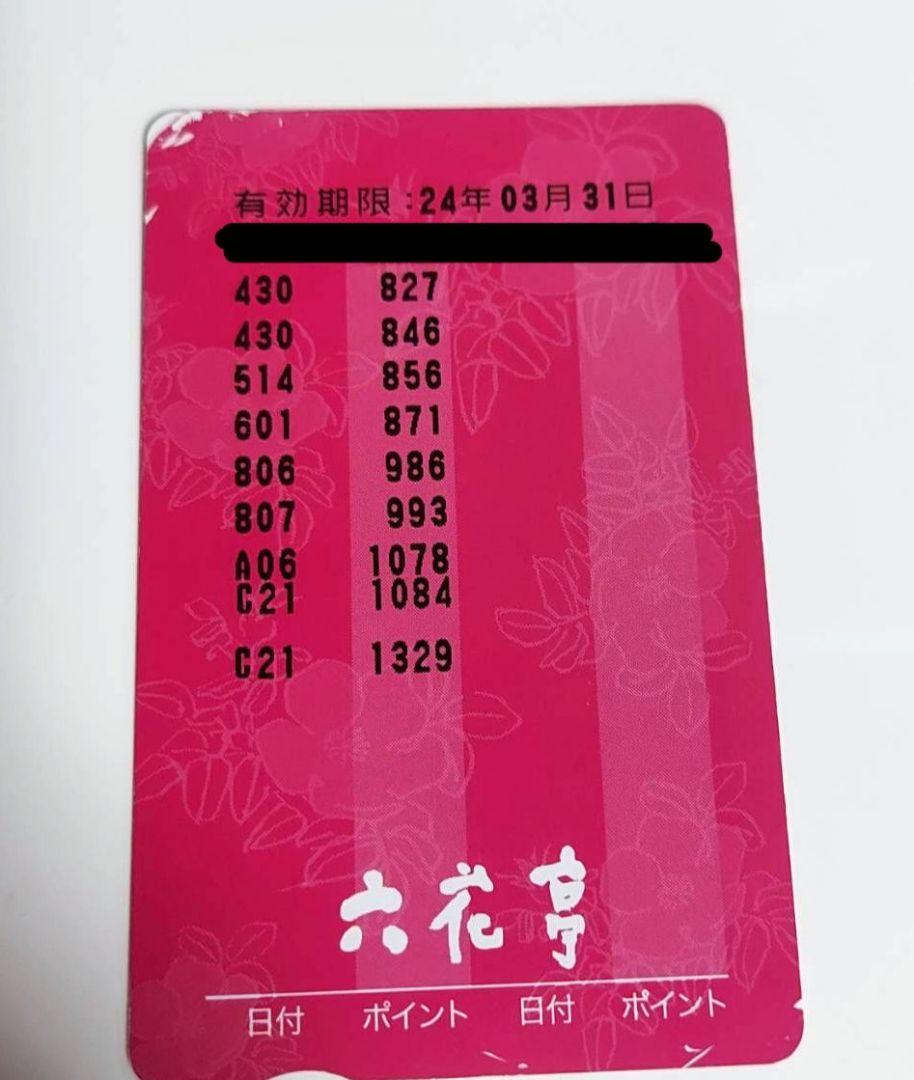 有効期限:24年03月31日
430 827
430 846
514 856
601 871
806 986
807 993
A06 1078
C21 1084
C21 1329
六花亭
日付 ポイント 日付 ポイント